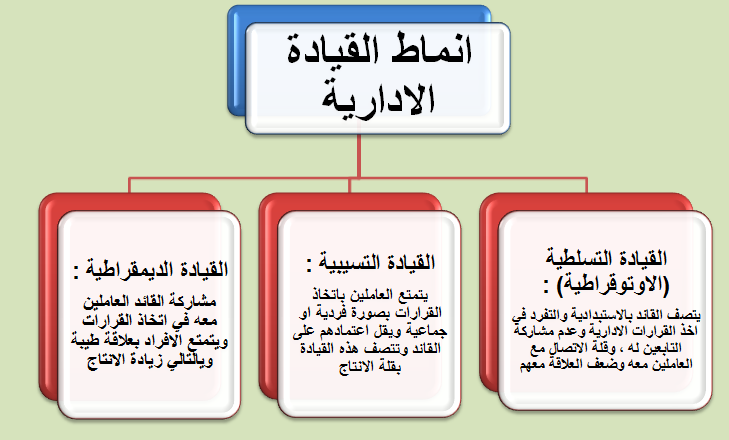 انماط القيادة
الادارية
القيادة التسلطية
(الاوتوقراطية) :
يتصف القائد بالاستبدادية والتفرد في
اخذ القرارات الادارية وعدم مشاركة
التابعين له ، وقلة الاتصال مع
العاملين معه وضعف العلاقة معهم
القيادة التسيبية :
يتمتع العاملين باتخاذ
القرارات بصورة فردية او
جماعية ويقل اعتمادهم على
القائد وتتصف هذه القيادة
بقلة الانتاج
القيادة الديمقراطية :
مشاركة القائد العاملين
معه في اتخاذ القرارات
ويتمتع الافراد بعلاقة طيبة
وبالتالي زيادة الانتاج